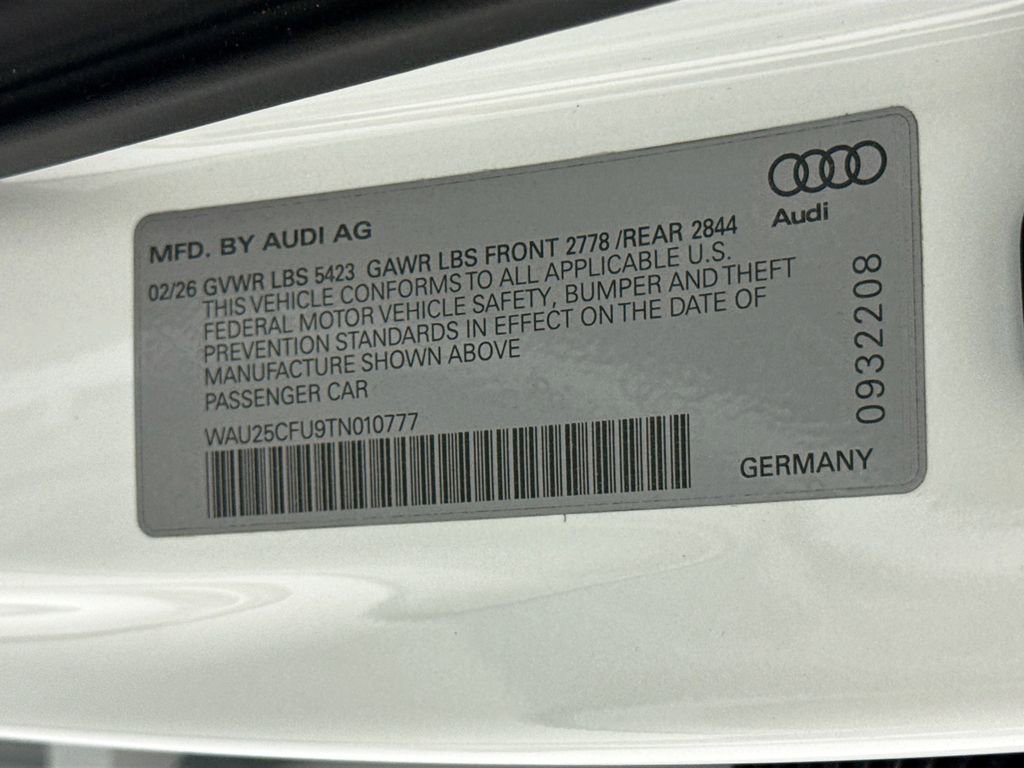 Audi
MFD. BY AUDI AG
02/26 GVWR LBS 5423 GAWR LBS FRONT 2778 /REAR 2844
THIS VEHICLE CONFORMS TO ALL APPLICABLE U.S.
FEDERAL MOTOR VEHICLE SAFETY, BUMPER AND THEFT
PREVENTION STANDARDS IN EFFECT ON THE DATE OF
MANUFACTURE SHOWN ABOVE
PASSENGER CAR
WAU25CFU9TN010777
GERMANY
0932208